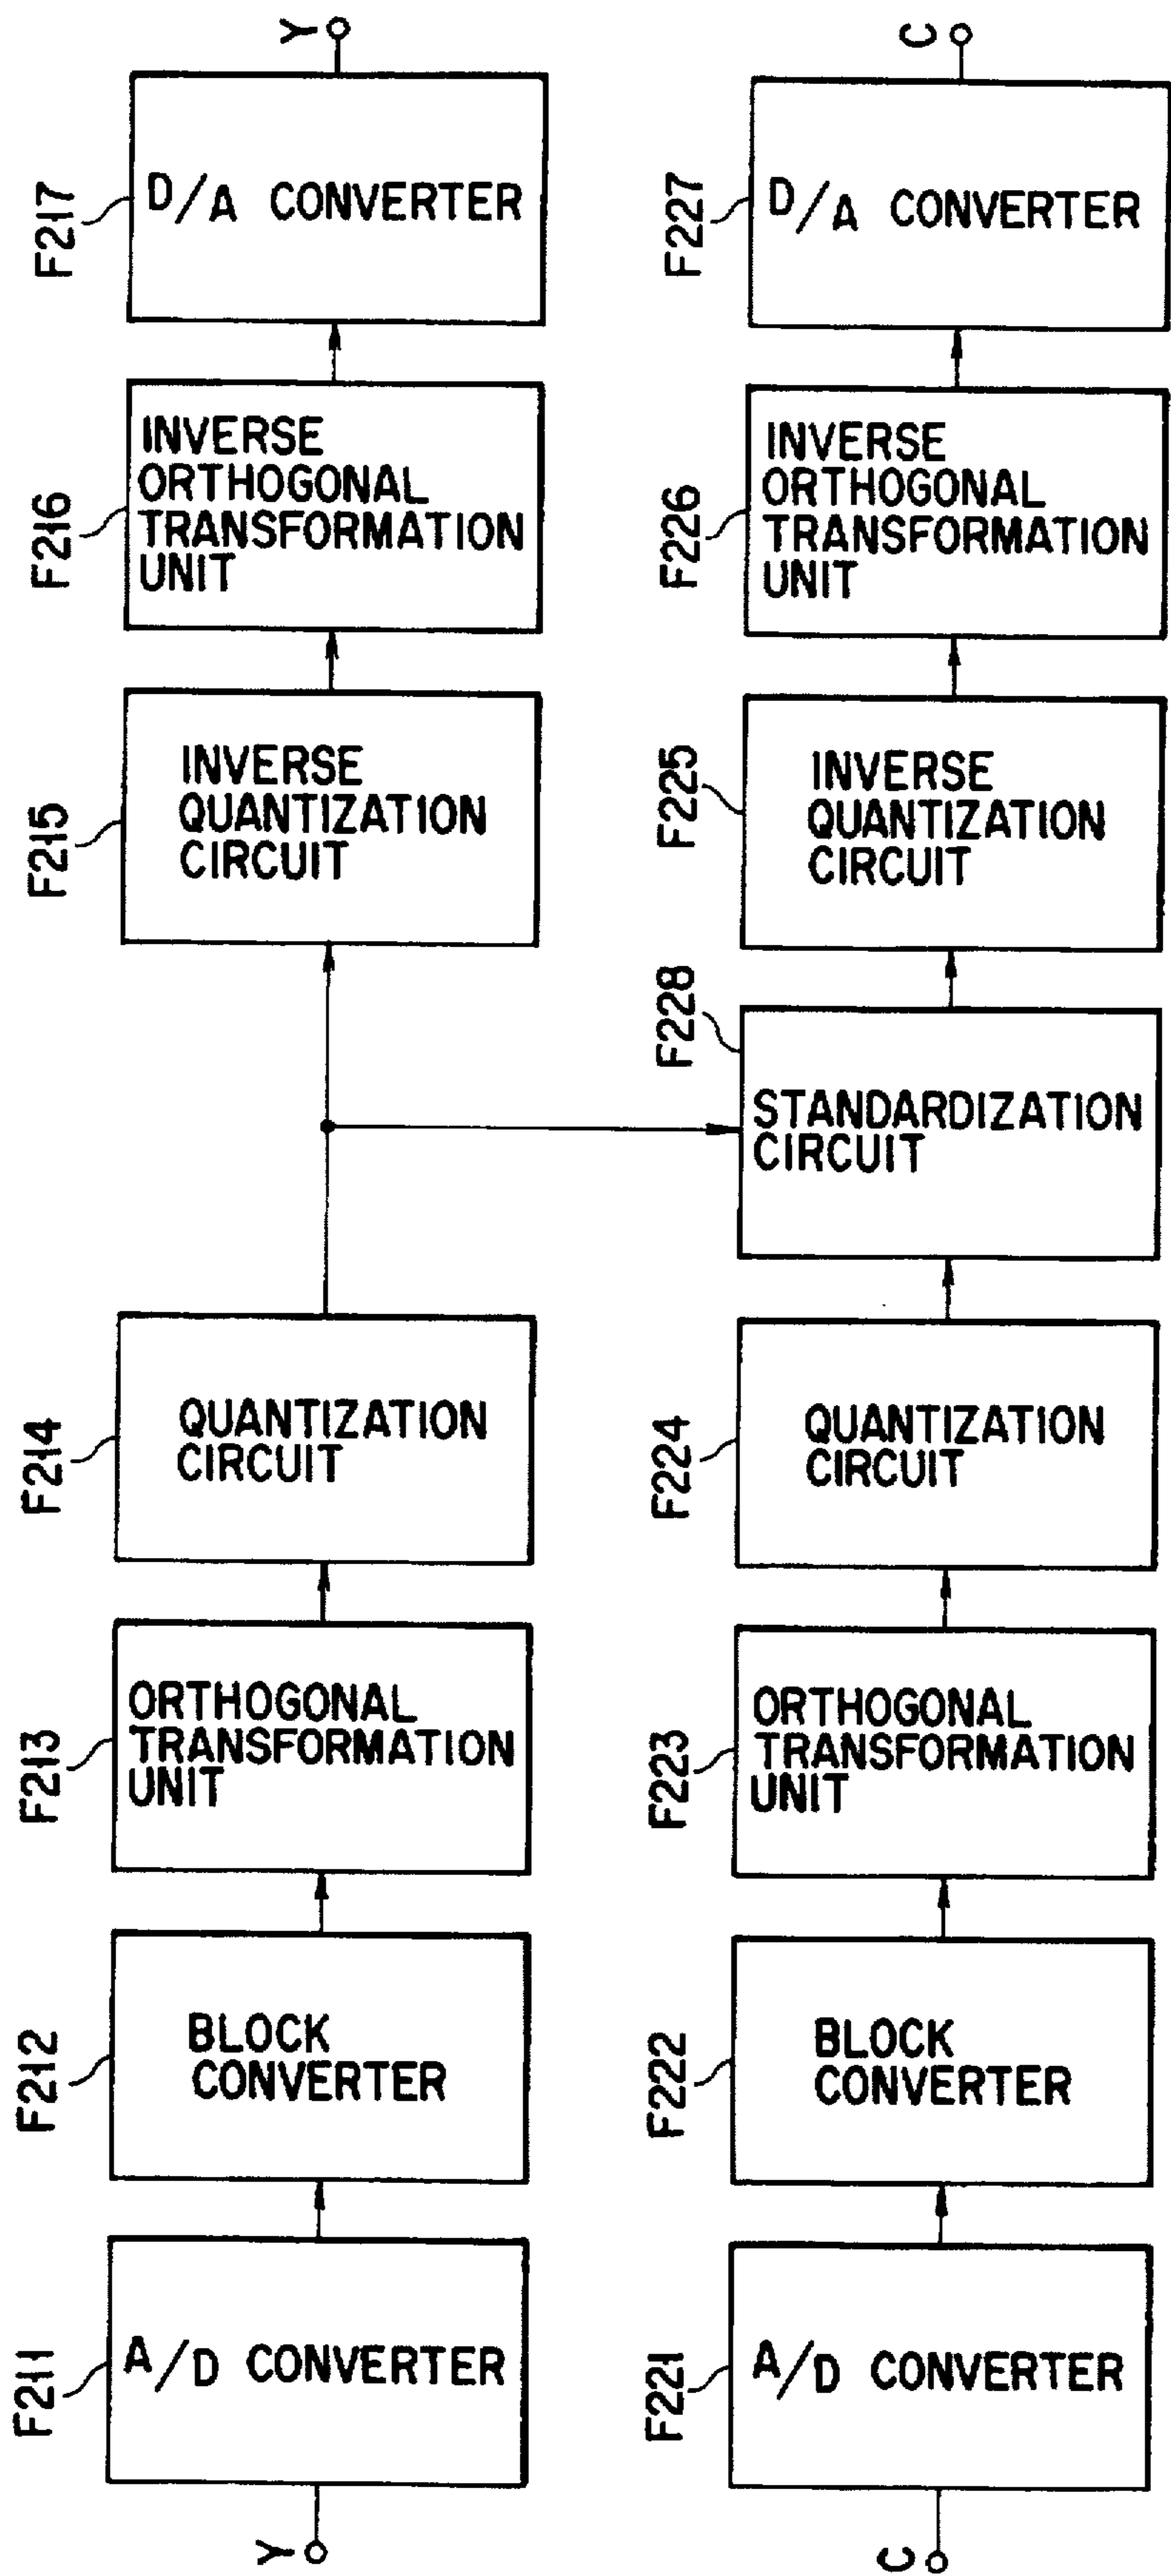 Y
F217
D/A CONVERTER
F216
INVERSE
ORTHOGONAL
TRANSFORMATION
UNIT
F215
INVERSE
QUANTIZATION
CIRCUIT
F214
QUANTIZATION
CIRCUIT
F213
ORTHOGONAL
TRANSFORMATION
UNIT
F212
BLOCK
CONVERTER
F211
A/D CONVERTER
Y
C
F227
D/A CONVERTER
F226
INVERSE
ORTHOGONAL
TRANSFORMATION
UNIT
F225
INVERSE
QUANTIZATION
CIRCUIT
F228
STANDARDIZATION
CIRCUIT
F224
QUANTIZATION
CIRCUIT
F223
ORTHOGONAL
TRANSFORMATION
UNIT
F222
BLOCK
CONVERTER
F221
A/D CONVERTER
C